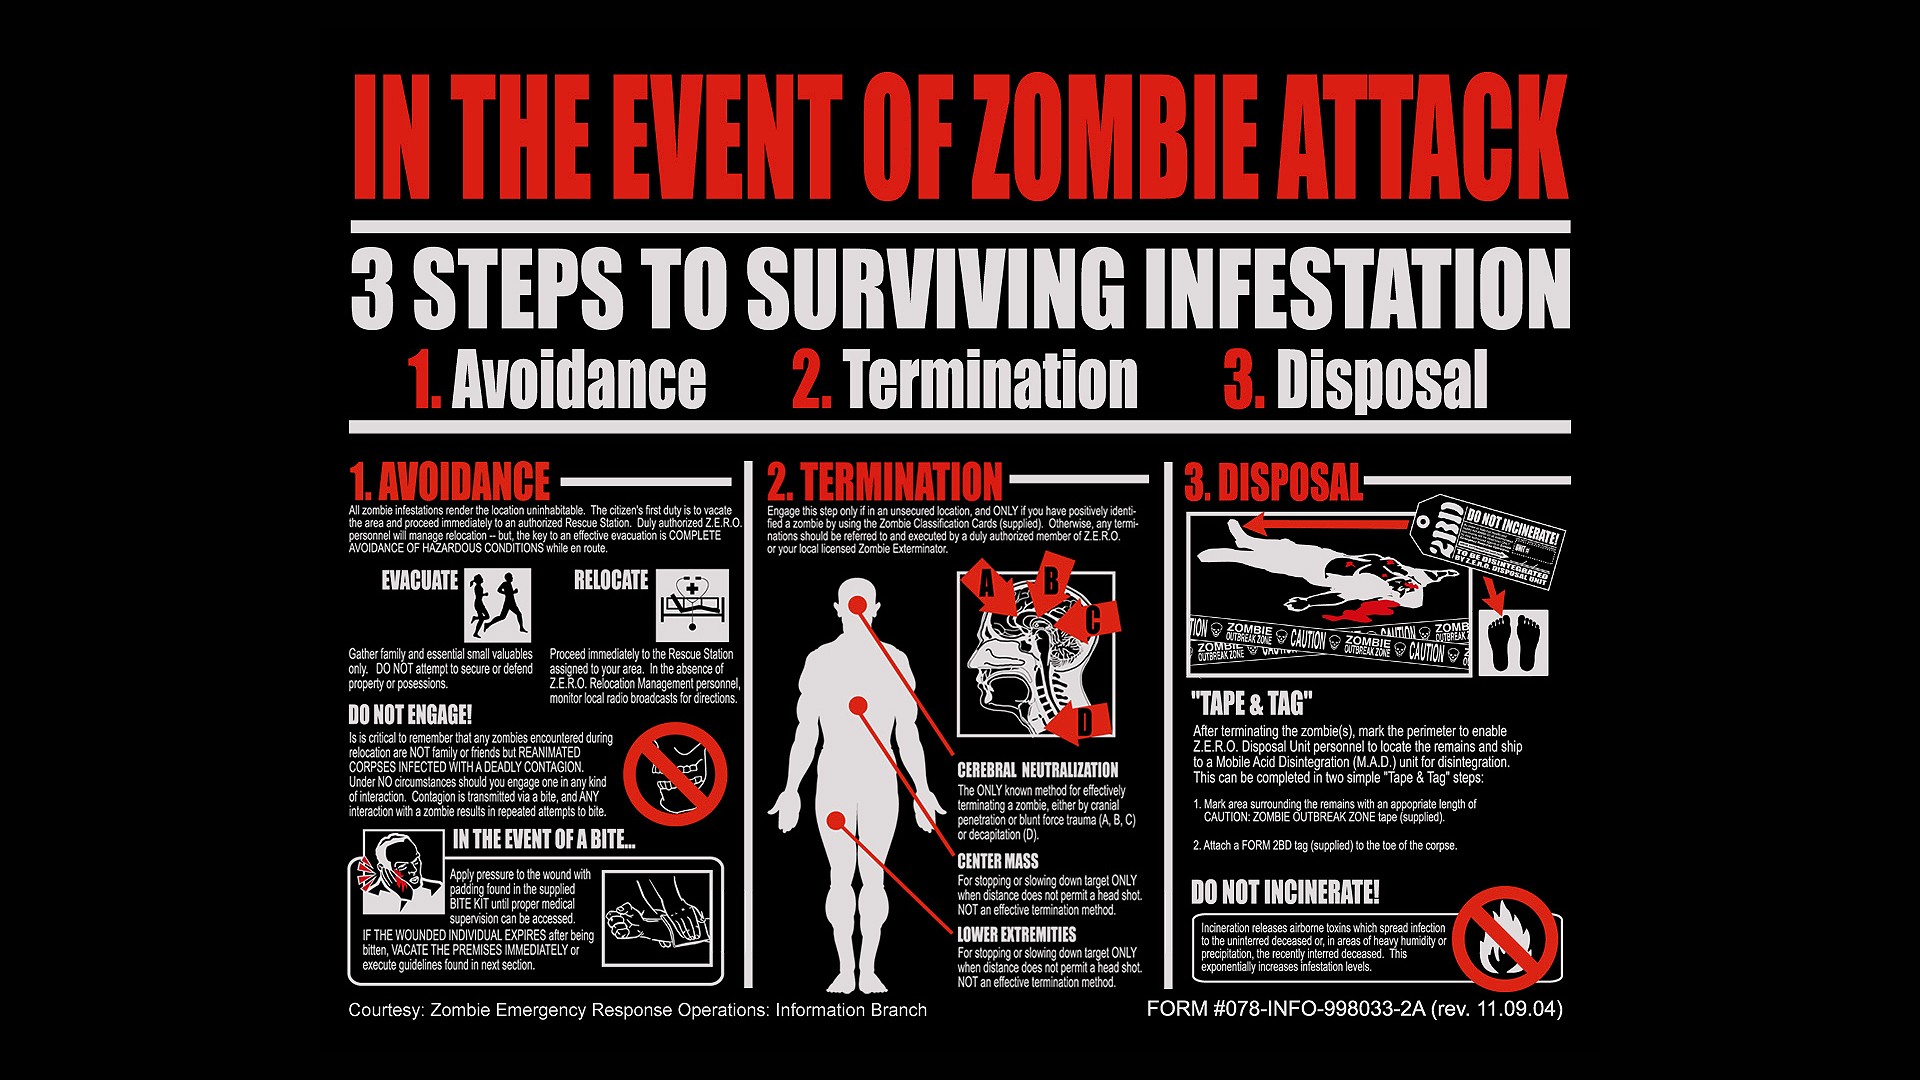 IN THE EVENT OF ZOMBIE ATTACK
3 STEPS TO SURVIVING INFESTATION
1. Avoidance
2. Termination
3. Disposal
1. AVOIDANCE
All zombie infestations render the location uninhabitable. The citizen's first duty is to vacate
the area and proceed immediately to an authorized Rescue Station. Duly authorized Z.E.R.O.
personnel will manage relocation -- but, the key to an effective evacuation is COMPLETE
AVOIDANCE OF HAZARDOUS CONDITIONS while en route.
EVACUATE
Gather family and essential small valuables
only. DO NOT attempt to secure or defend
property or posessions.
RELOCATE
Proceed immediately to the Rescue Station
assigned to your area. In the absence of
Z.E.R.O. Relocation Management personnel,
monitor local radio broadcasts for directions.
DO NOT ENGAGE!
Is is critical to remember that any zombies encountered during
relocation are NOT family or friends but REANIMATED
CORPSES INFECTED WITH A DEADLY CONTAGION.
Under NO circumstances should you engage one in any kind
of interaction. Contagion is transmitted via a bite, and ANY
interaction with a zombie results in repeated attempts to bite.
IN THE EVENT OF A BITE...
Apply pressure to the wound with
padding found in the supplied
BITE KIT until proper medical
supervision can be accessed.
IF THE WOUNDED INDIVIDUAL EXPIRES after being
bitten, VACATE THE PREMISES IMMEDIATELY or
execute guidelines found in next section.
2. TERMINATION
Engage this step only if in an unsecured location, and ONLY if you have positively identi-
fied a zombie by using the Zombie Classification Cards (supplied). Otherwise, any termi-
nations should be referred to and executed by a duly authorized member of Z.E.R.O.
or your local licensed Zombie Exterminator.
A
B
C
D
CEREBRAL NEUTRALIZATION
The ONLY known method for effectively
terminating a zombie, either by cranial
penetration or blunt force trauma (A, B, C)
or decapitation (D).
CENTER MASS
For stopping or slowing down target ONLY
when distance does not permit a head shot.
NOT an effective termination method.
LOWER EXTREMITIES
For stopping or slowing down target ONLY
when distance does not permit a head shot.
NOT an effective termination method.
3. DISPOSAL
2BD
DO NOT INCINERATE!
UNIT#
TO BE DISINTEGRATED
BY Z.E.R.O. DISPOSAL UNIT
TION ZOMBIE OUTBREAK ZONE CAUTION CAUTION ZOMB OUTBREAK
ZOMBIE OUTBREAK ZONE CAUTION ZOMBIE OUTBREAK ZONE CAUTION
"TAPE & TAG"
After terminating the zombie(s), mark the perimeter to enable
Z.E.R.O. Disposal Unit personnel to locate the remains and ship
to a Mobile Acid Disintegration (M.A.D.) unit for disintegration.
This can be completed in two simple "Tape & Tag" steps:
1. Mark area surrounding the remains with an appopriate length of
CAUTION: ZOMBIE OUTBREAK ZONE tape (supplied).
2. Attach a FORM 2BD tag (supplied) to the toe of the corpse.
DO NOT INCINERATE!
Incineration releases airborne toxins which spread infection
to the uninterred deceased or, in areas of heavy humidity or
precipitation, the recently interred deceased. This
exponentially increases infestation levels.
Courtesy: Zombie Emergency Response Operations: Information Branch
FORM #078-INFO-998033-2A (rev. 11.09.04)